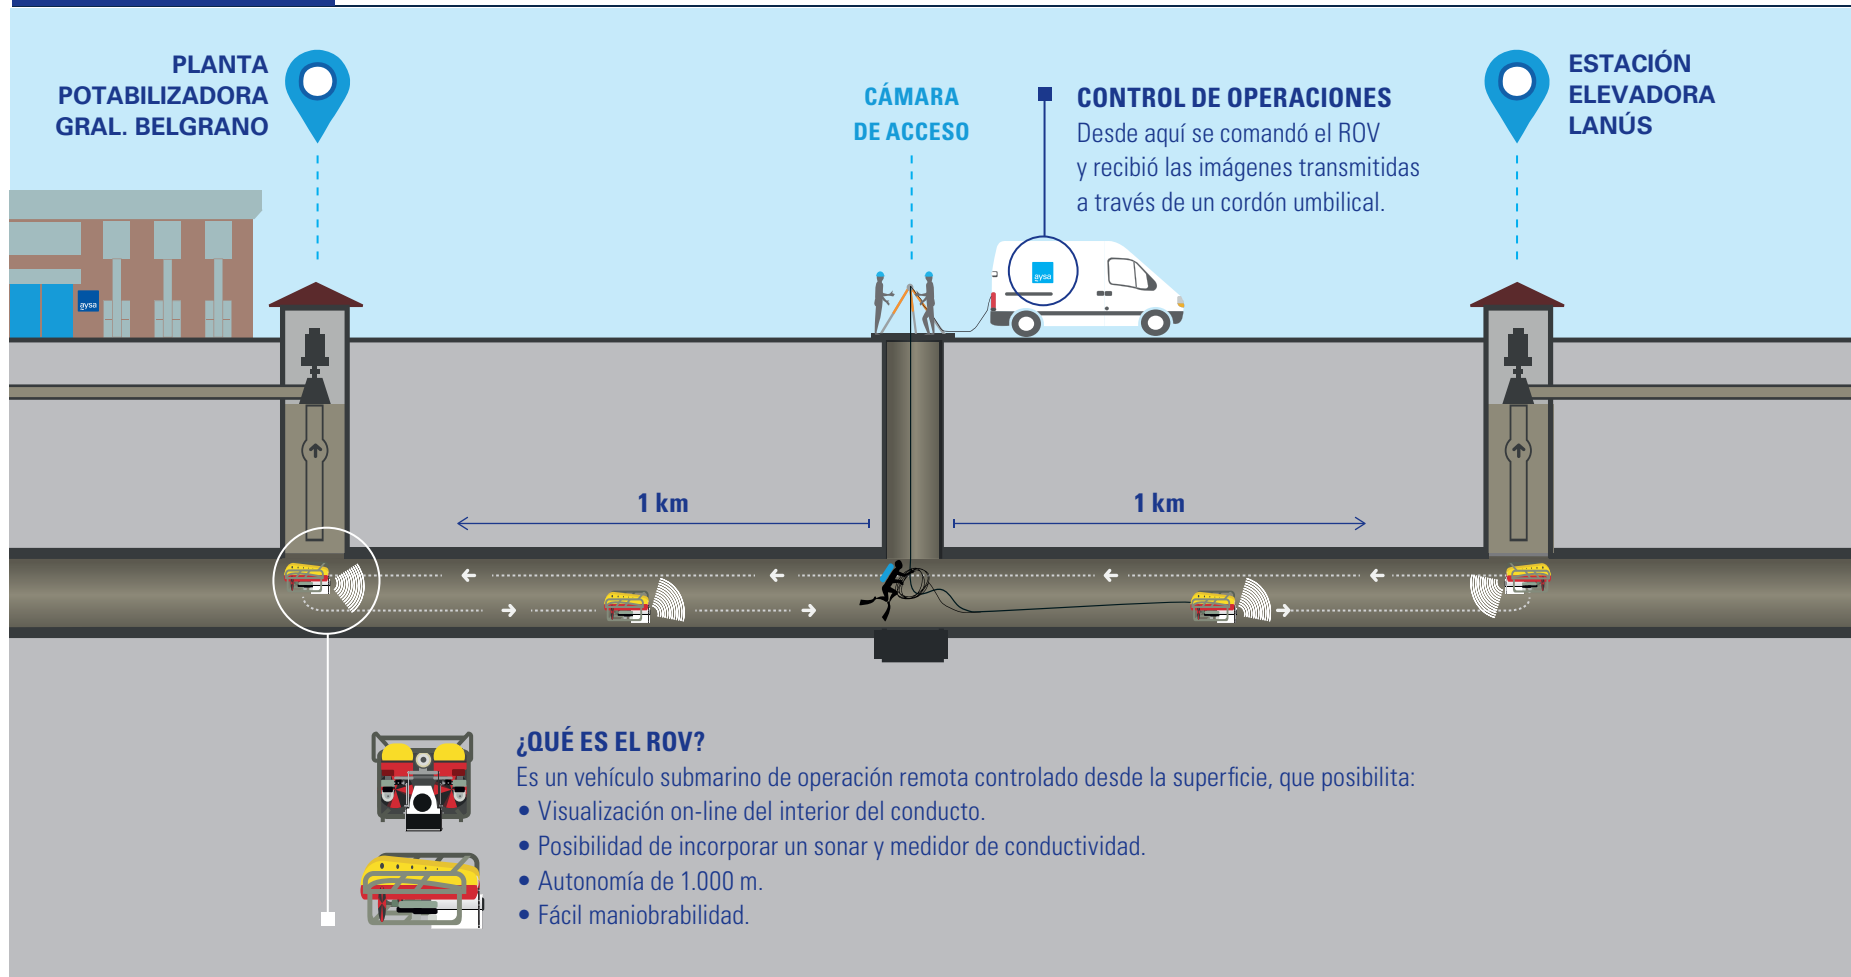 PLANTA
POTABILIZADORA
GRAL. BELGRANO
CÁMARA
DE ACCESO
CONTROL DE OPERACIONES
Desde aquí se comandó el ROV
y recibió las imágenes transmitidas
a través de un cordón umbilical.
ESTACIÓN
ELEVADORA
LANÚS
aysa
aysa
1 km
1 km
¿QUÉ ES EL ROV?
Es un vehículo submarino de operación remota controlado desde la superficie, que posibilita:
• Visualización on-line del interior del conducto.
• Posibilidad de incorporar un sonar y medidor de conductividad.
• Autonomía de 1.000 m.
• Fácil maniobrabilidad.